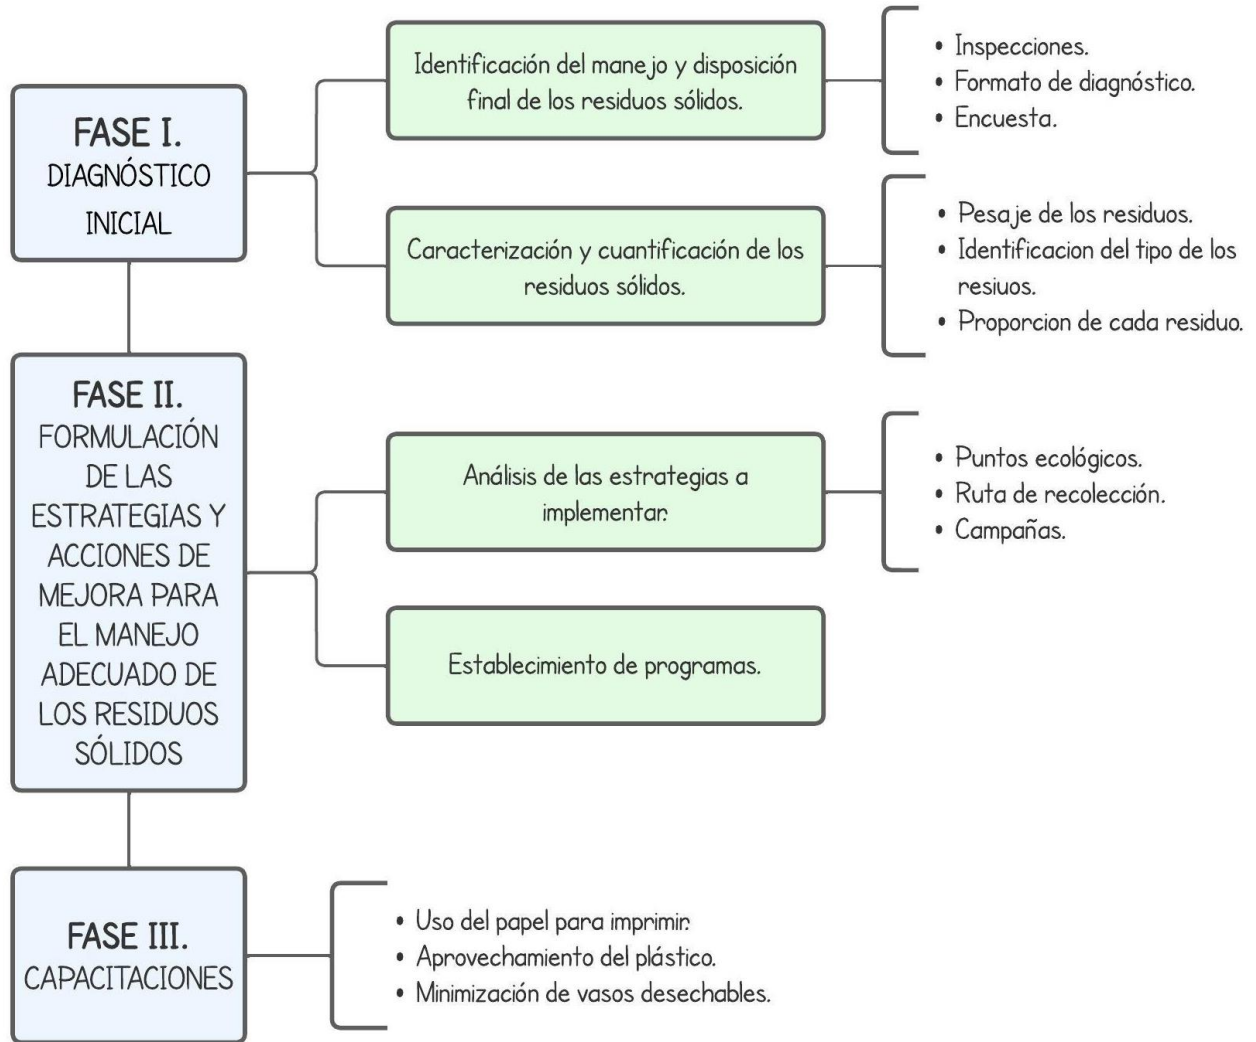 FASE I.
DIAGNÓSTICO
INICIAL
Identificación del manejo y disposición
final de los residuos sólidos.
• Inspecciones.
• Formato de diagnóstico.
• Encuesta.
Caracterización y cuantificación de los
residuos sólidos.
• Pesaje de los residuos.
• Identificacion del tipo de los
resiuos.
• Proporcion de cada residuo.
FASE II.
FORMULACIÓN
DE LAS
ESTRATEGIAS Y
ACCIONES DE
MEJORA PARA
EL MANEJO
ADECUADO DE
LOS RESIDUOS
SÓLIDOS
Análisis de las estrategias a
implementar.
• Puntos ecológicos.
• Ruta de recolección.
• Campañas.
Establecimiento de programas.
FASE III.
CAPACITACIONES
• Uso del papel para imprimir.
• Aprovechamiento del plástico.
• Minimización de vasos desechables.